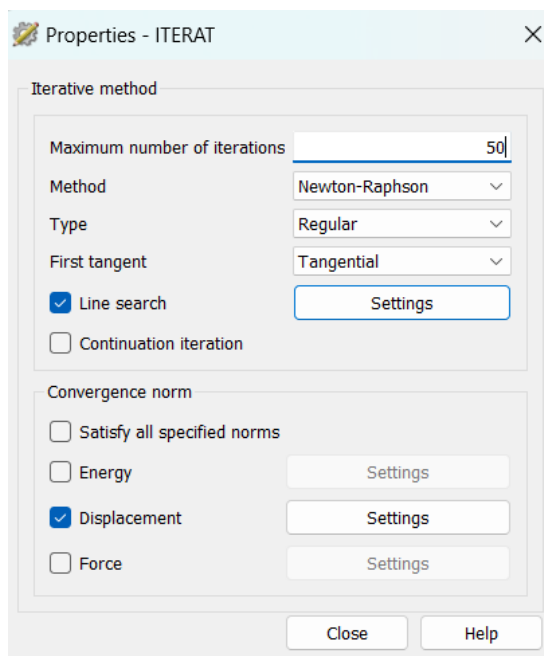 Properties - ITERAT
Iterative method
Maximum number of iterations 50
Method Newton-Raphson
Type Regular
First tangent Tangential
Line search Settings
Continuation iteration
Convergence norm
Satisfy all specified norms
Energy Settings
Displacement Settings
Force Settings
Close Help